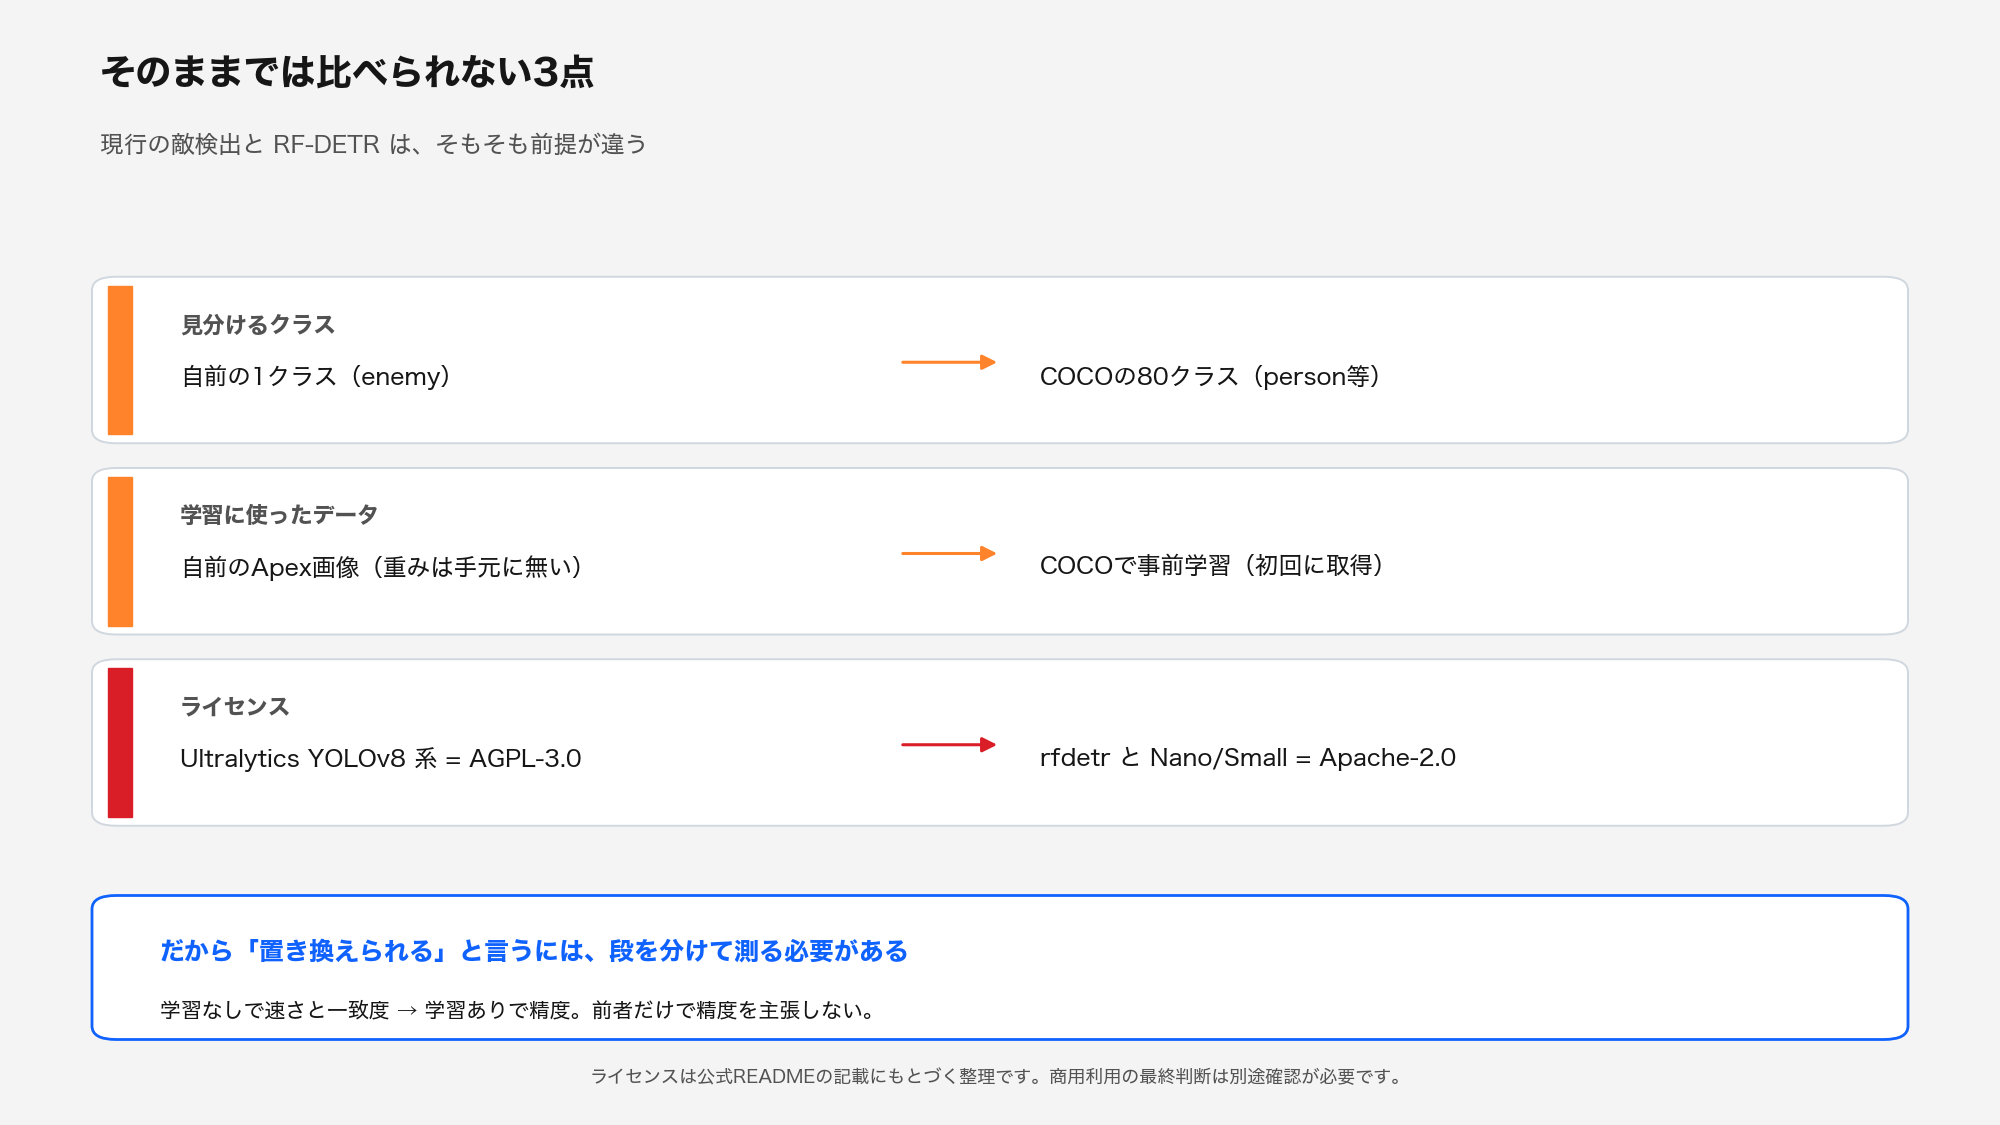 そのままでは比べられない3点
現行の敵検出と RF-DETR は、そもそも前提が違う
見分けるクラス
自前の1クラス（enemy）
COCOの80クラス（person等）
学習に使ったデータ
自前のApex画像（重みは手元に無い）
COCOで事前学習（初回に取得）
ライセンス
Ultralytics YOLOv8 系 = AGPL-3.0
rfdetr と Nano/Small = Apache-2.0
だから「置き換えられる」と言うには、段を分けて測る必要がある
学習なしで速さと一致度 → 学習ありで精度。前者だけで精度を主張しない。
ライセンスは公式READMEの記載にもとづく整理です。商用利用の最終判断は別途確認が必要です。